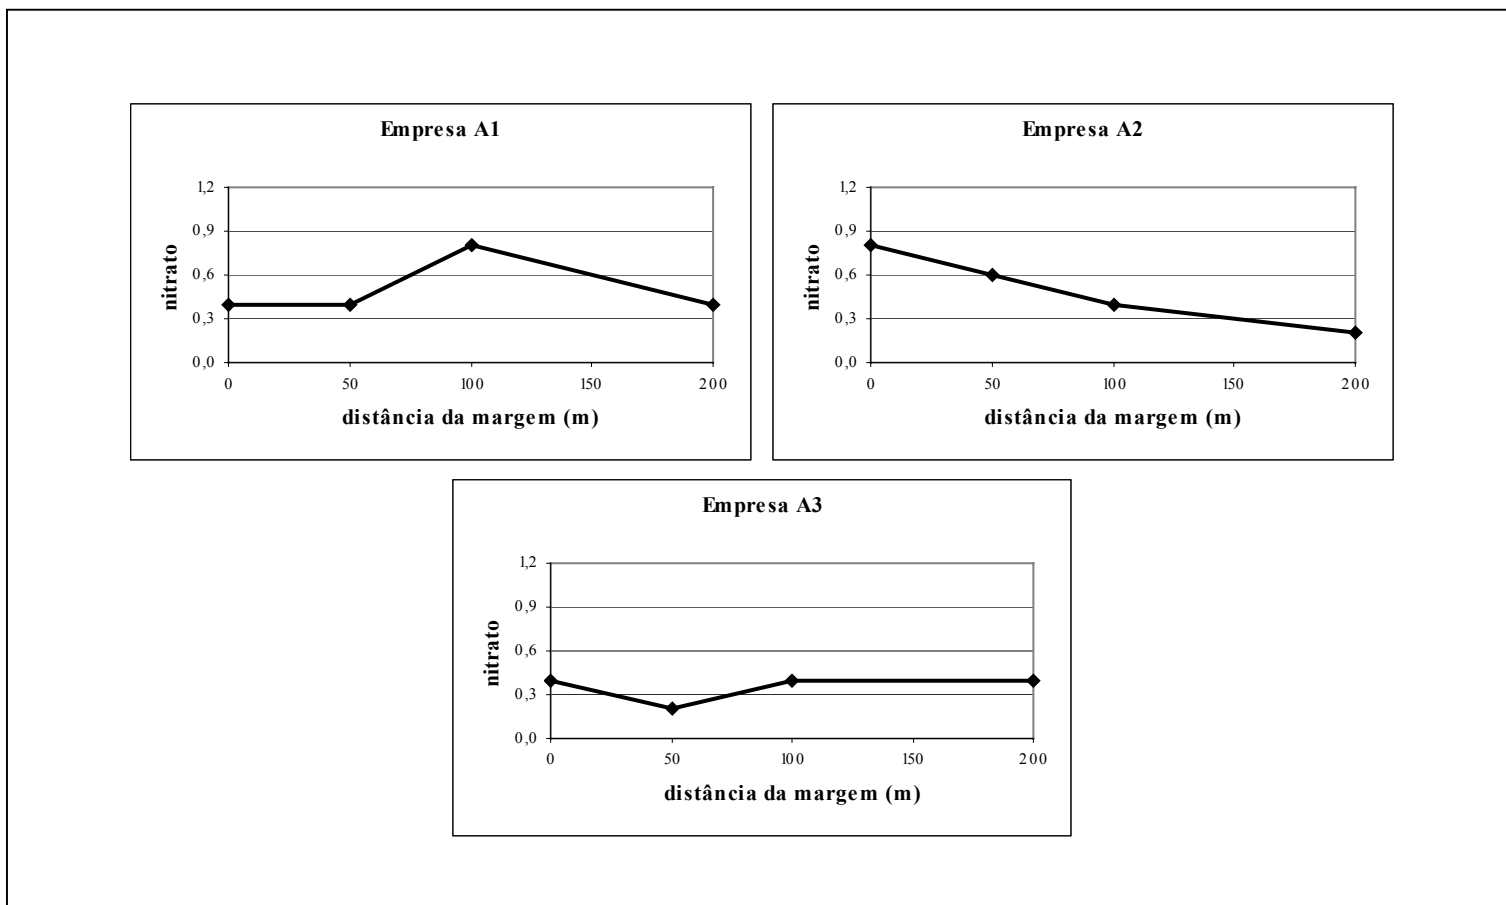 Empresa A1
1,2
0,9
0,6
0,3
0,0
nitrato
0 50 100 150 200
distância da margem (m)
Empresa A2
1,2
0,9
0,6
0,3
0,0
nitrato
0 50 100 150 200
distância da margem (m)
Empresa A3
1,2
0,9
0,6
0,3
0,0
nitrato
0 50 100 150 200
distância da margem (m)